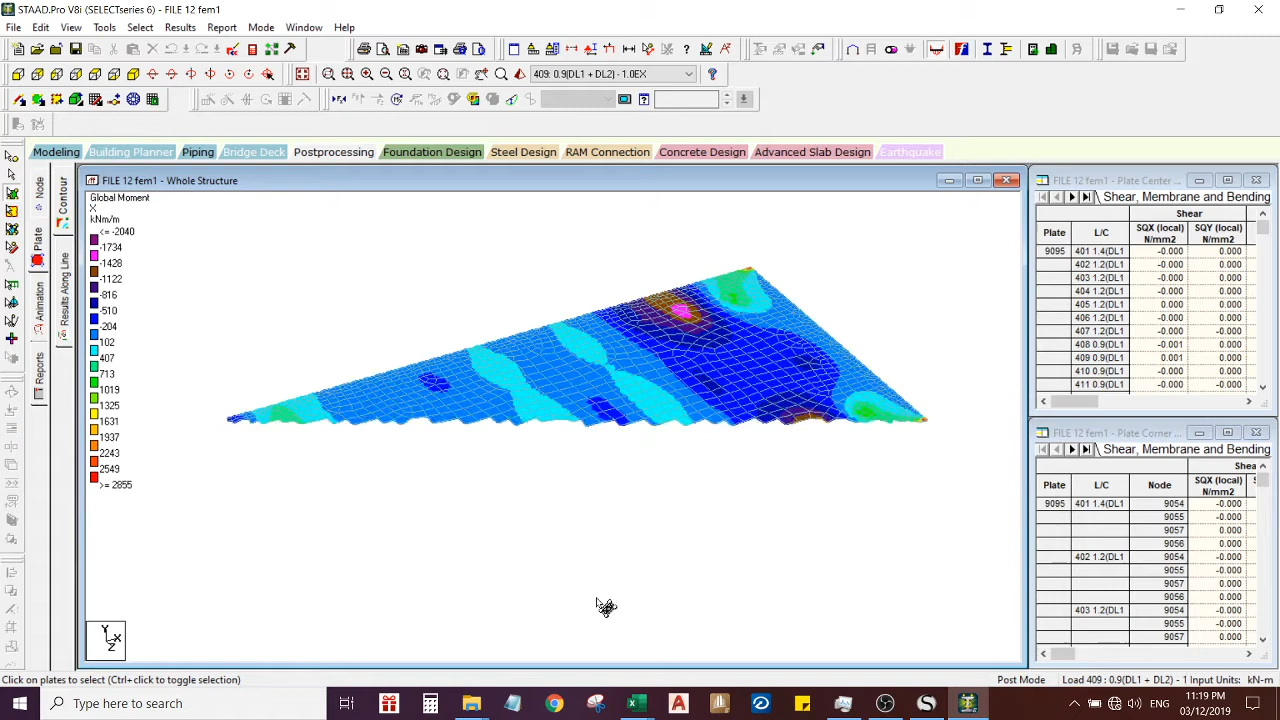 STAAD.Pro V8i (SELECTseries 6) - FILE 12 fem1
File Edit View Tools Select Results Report Mode Window Help
409: 0.9(DL1 + DL2) - 1.0EX
Modeling Building Planner Piping Bridge Deck Postprocessing Foundation Design Steel Design RAM Connection Concrete Design Advanced Slab Design Earthquake
Node
Plate
Animation
Reports
Contour
Results Along Line
FILE 12 fem1 - Whole Structure
Global Moment
X
kNm/m
<= -2040
-1734
-1428
-1122
-816
-510
-204
102
407
713
1019
1325
1631
1937
2243
2549
>= 2855
Y
X
Z
FILE 12 fem1 - Plate Center ...
Shear, Membrane and Bending
Shear
Plate L/C SQX (local) N/mm2 SQY (local) N/mm2
9095 401 1.4(DL1 -0.000 0.000
402 1.2(DL1 -0.000 0.000
403 1.2(DL1 -0.000 0.000
404 1.2(DL1 -0.000 0.000
405 1.2(DL1 0.000 0.000
406 1.2(DL1 -0.000 0.000
407 1.2(DL1 -0.000 -0.000
408 0.9(DL1 -0.001 0.000
409 0.9(DL1 0.001 0.000
410 0.9(DL1 -0.000 0.000
411 0.9(DL1 -0.000 -0.000
FILE 12 fem1 - Plate Corner ...
Shear, Membrane and Bending
Shea
Plate L/C Node SQX (local) N/mm2 S
9095 401 1.4(DL1 9054 -0.000
9055 -0.000
9057 0.000
9056 0.000
402 1.2(DL1 9054 -0.000
9055 -0.000
9057 0.000
9056 0.000
403 1.2(DL1 9054 -0.000
9055 -0.000
9057 0.000
Click on plates to select (Ctrl+click to toggle selection)
Post Mode
Load 409 : 0.9(DL1 + DL2) - 1 Input Units: kN-m
Type here to search
ENG
11:19 PM
03/12/2019